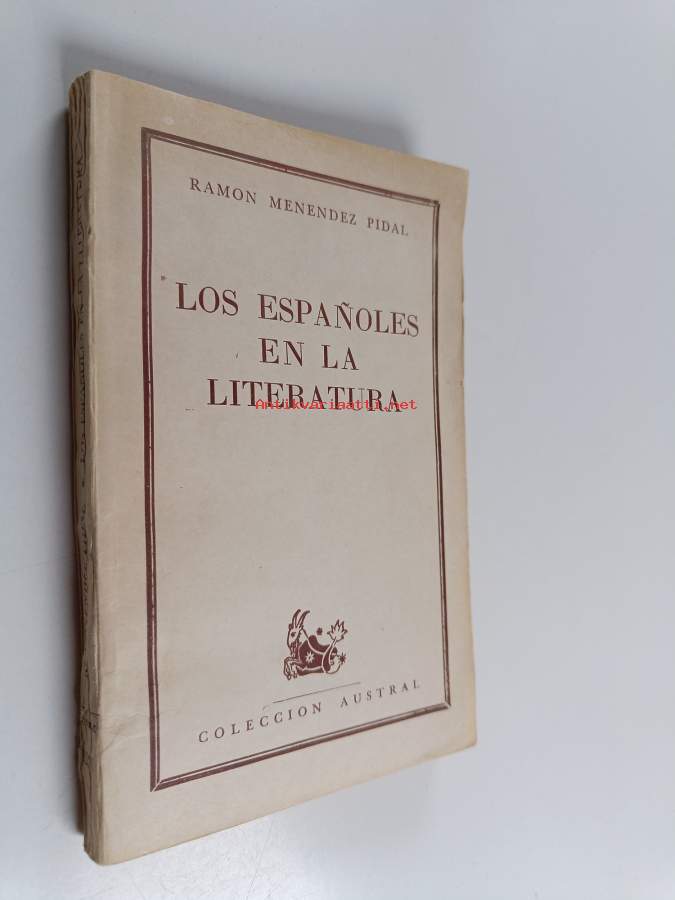 RAMON MENENDEZ PIDAL
LOS ESPAÑOLES
EN LA
LITERATURA
Antikvariaatti.net
COLECCION AUSTRAL